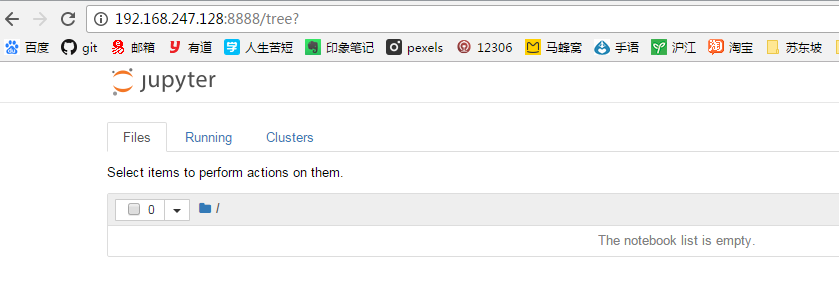 192.168.247.128:8888/tree?
百度 git 邮箱 有道 人生苦短 印象笔记 pexels 12306 马蜂窝 手语 沪江 淘宝 苏东坡
jupyter
Files Running Clusters
Select items to perform actions on them.
0 /
The notebook list is empty.